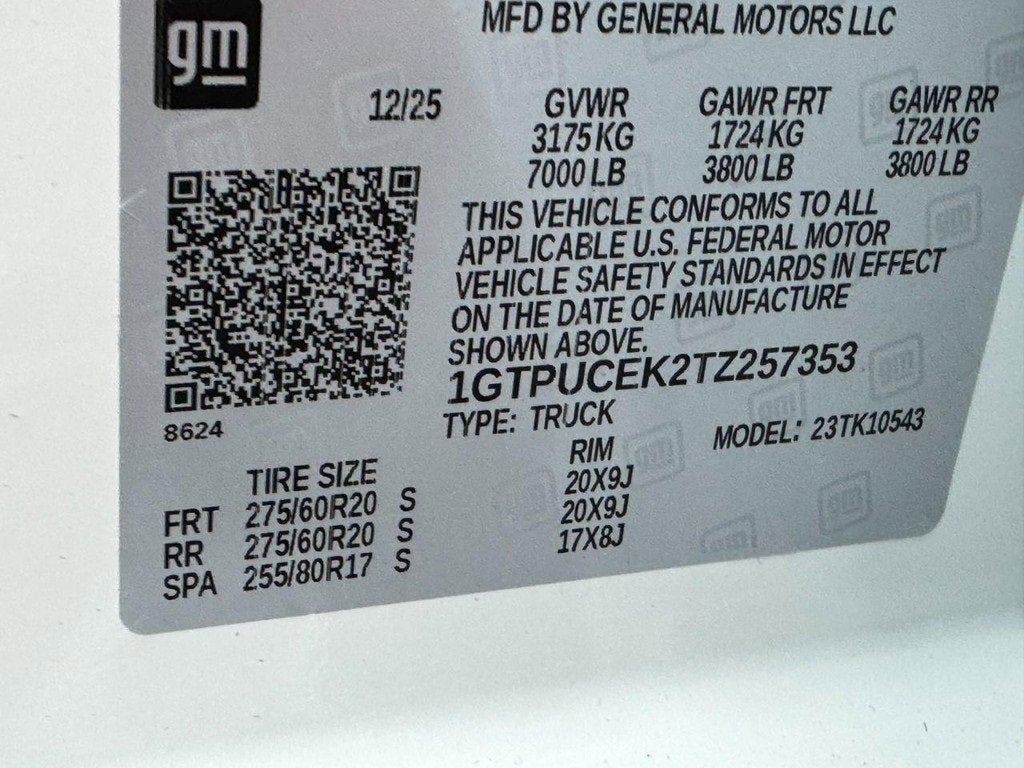 gm
MFD BY GENERAL MOTORS LLC
12/25 GVWR GAWR FRT GAWR RR
3175 KG 1724 KG 1724 KG
7000 LB 3800 LB 3800 LB
THIS VEHICLE CONFORMS TO ALL
APPLICABLE U.S. FEDERAL MOTOR
VEHICLE SAFETY STANDARDS IN EFFECT
ON THE DATE OF MANUFACTURE
SHOWN ABOVE.
1GTPUCEK2TZ257353
8624
TYPE: TRUCK MODEL: 23TK10543
TIRE SIZE RIM
FRT 275/60R20 S 20X9J
RR 275/60R20 S 20X9J
SPA 255/80R17 S 17X8J